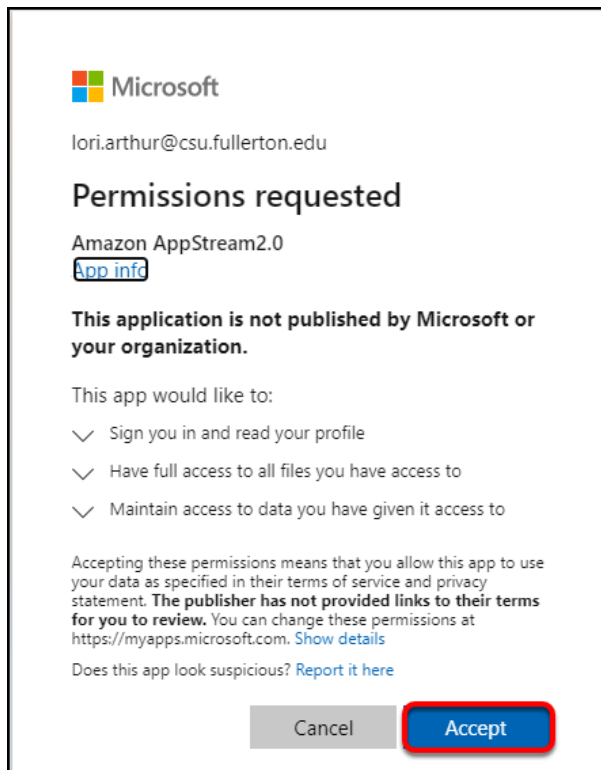 Microsoft
lori.arthur@csu.fullerton.edu
Permissions requested
Amazon AppStream2.0
App info
This application is not published by Microsoft or
your organization.
This app would like to:
Sign you in and read your profile
Have full access to all files you have access to
Maintain access to data you have given it access to
Accepting these permissions means that you allow this app to use
your data as specified in their terms of service and privacy
statement. The publisher has not provided links to their terms
for you to review. You can change these permissions at
https://myapps.microsoft.com. Show details
Does this app look suspicious? Report it here
Cancel
Accept